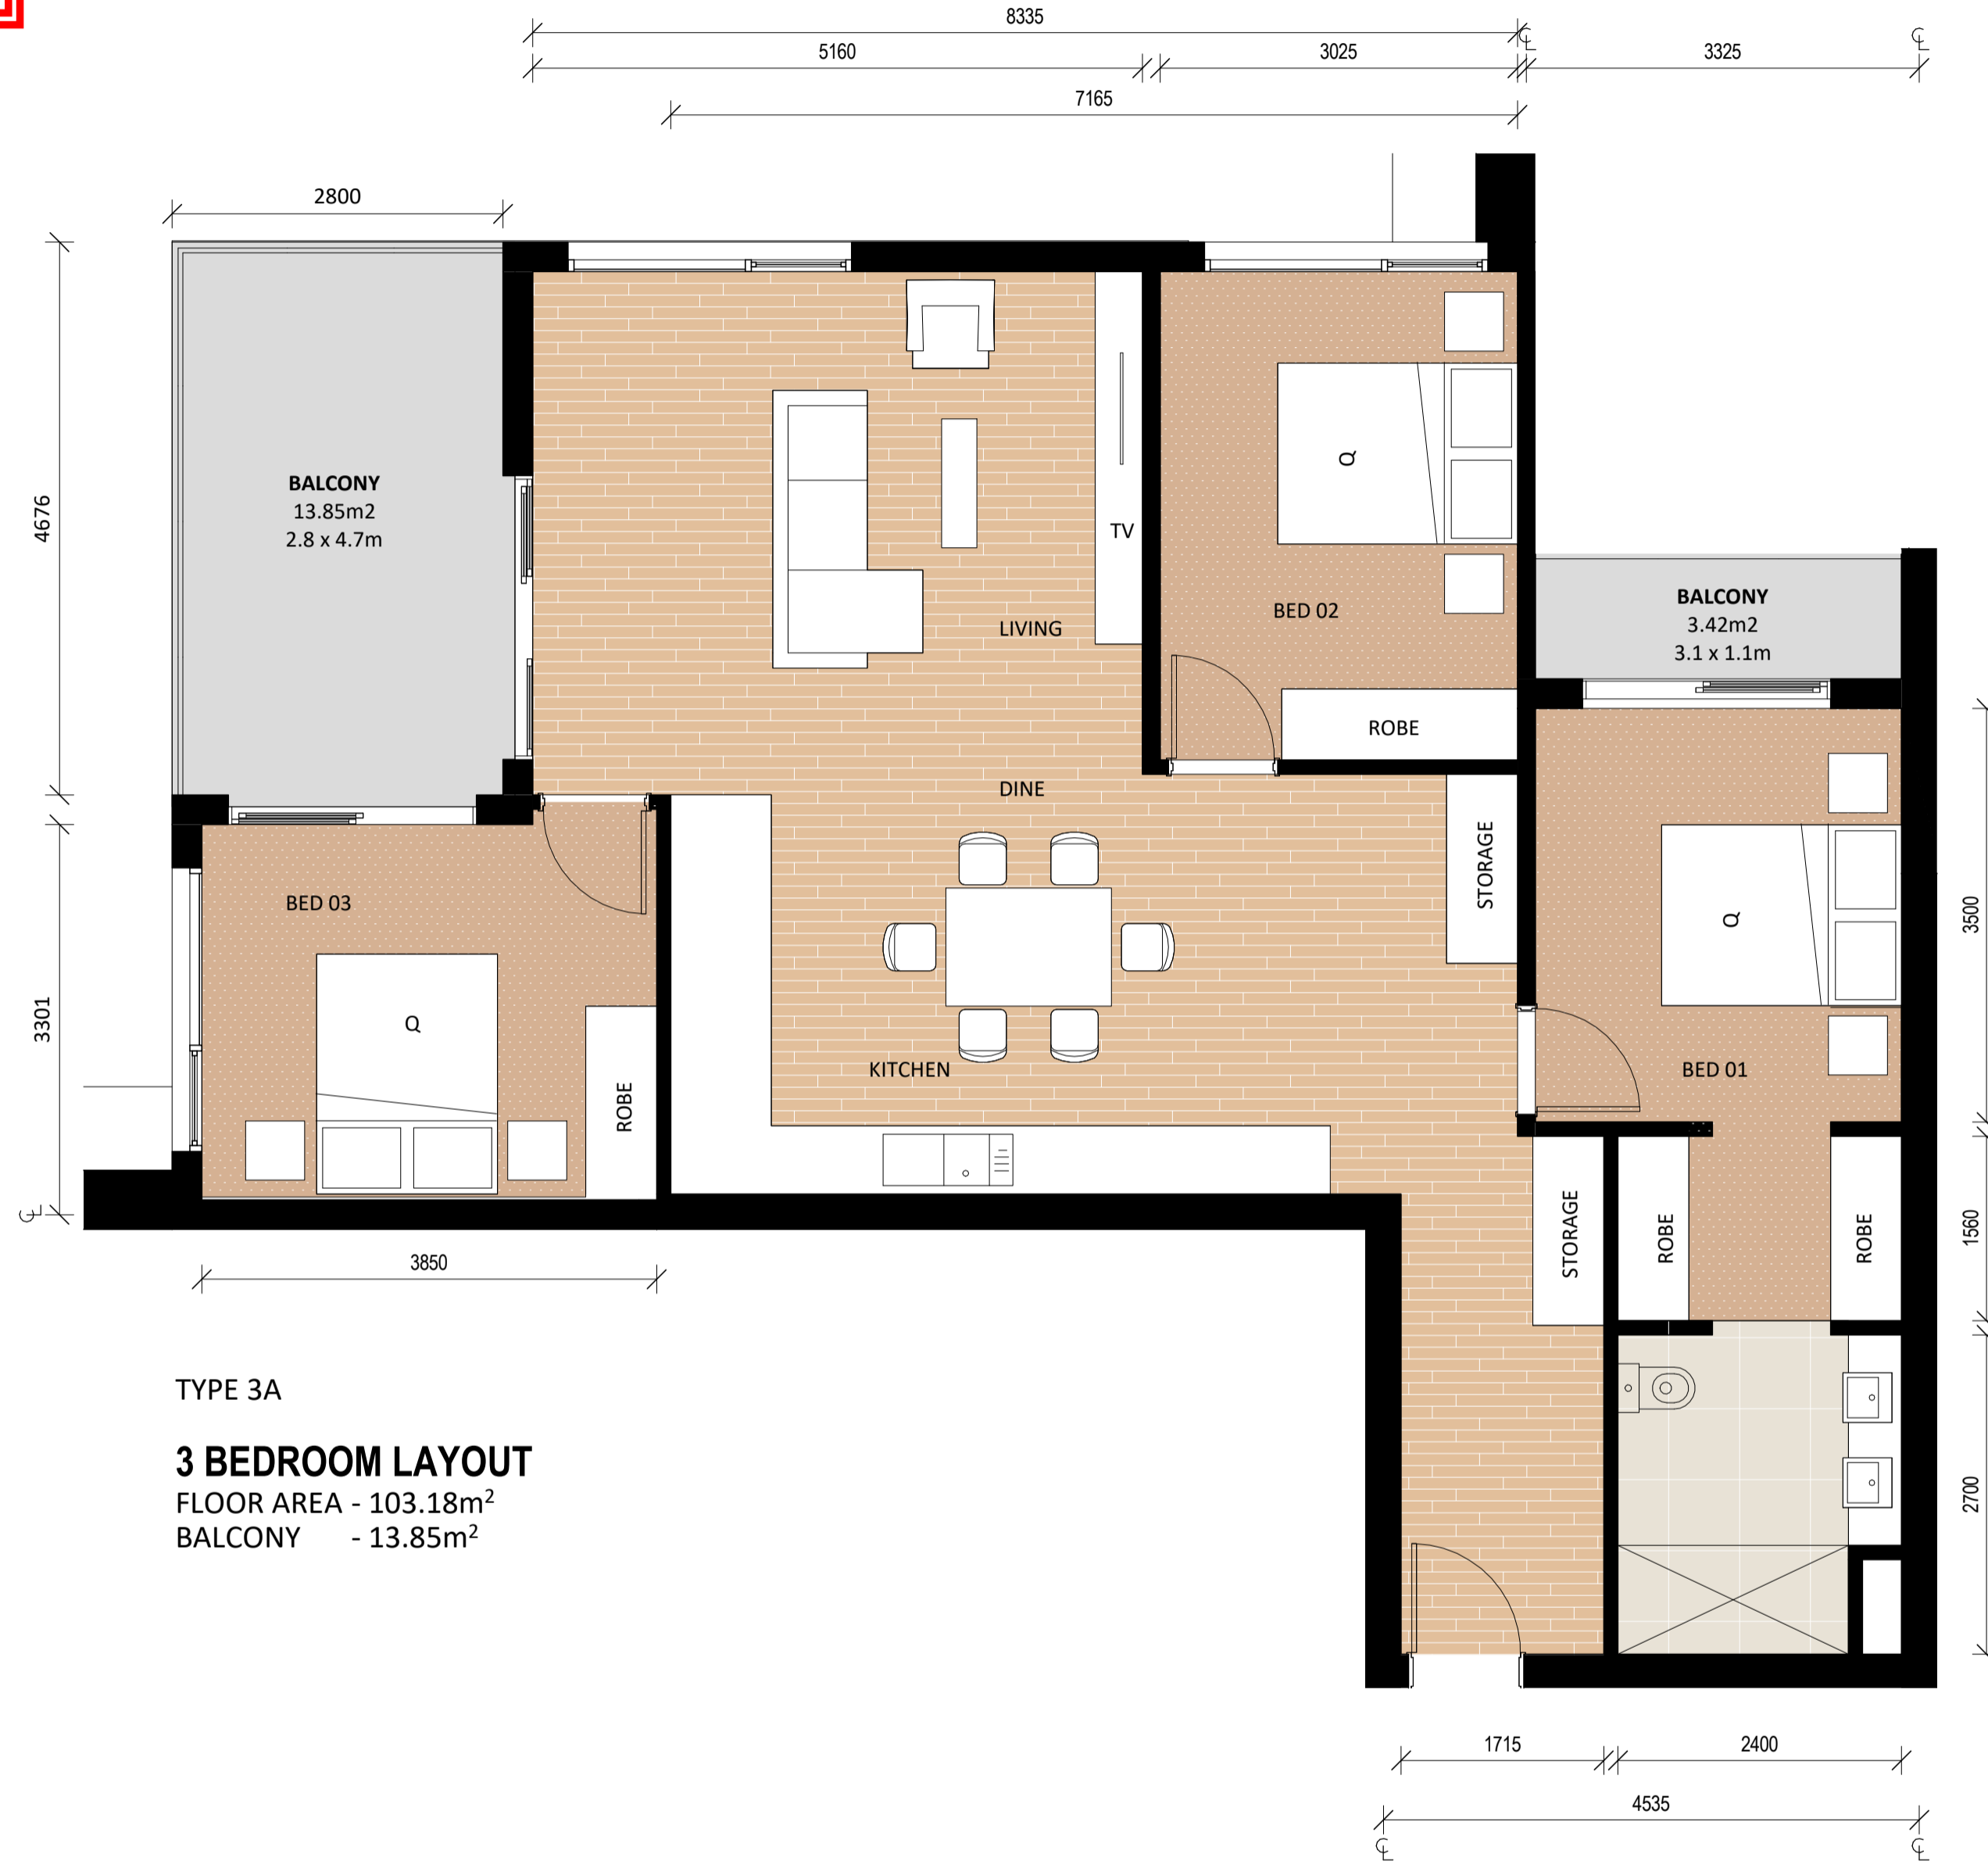 8335
5160
3025
3325
7165
2800
4676
BALCONY
13.85m2
2.8 x 4.7m
TV
LIVING
Q
BED 02
ROBE
BALCONY
3.42m2
3.1 x 1.1m
DINE
STORAGE
3500
BED 03
Q
3301
Q
ROBE
KITCHEN
BED 01
STORAGE
ROBE
ROBE
1560
3850
TYPE 3A
3 BEDROOM LAYOUT
FLOOR AREA - 103.18m²
BALCONY - 13.85m²
2700
1715
2400
4535